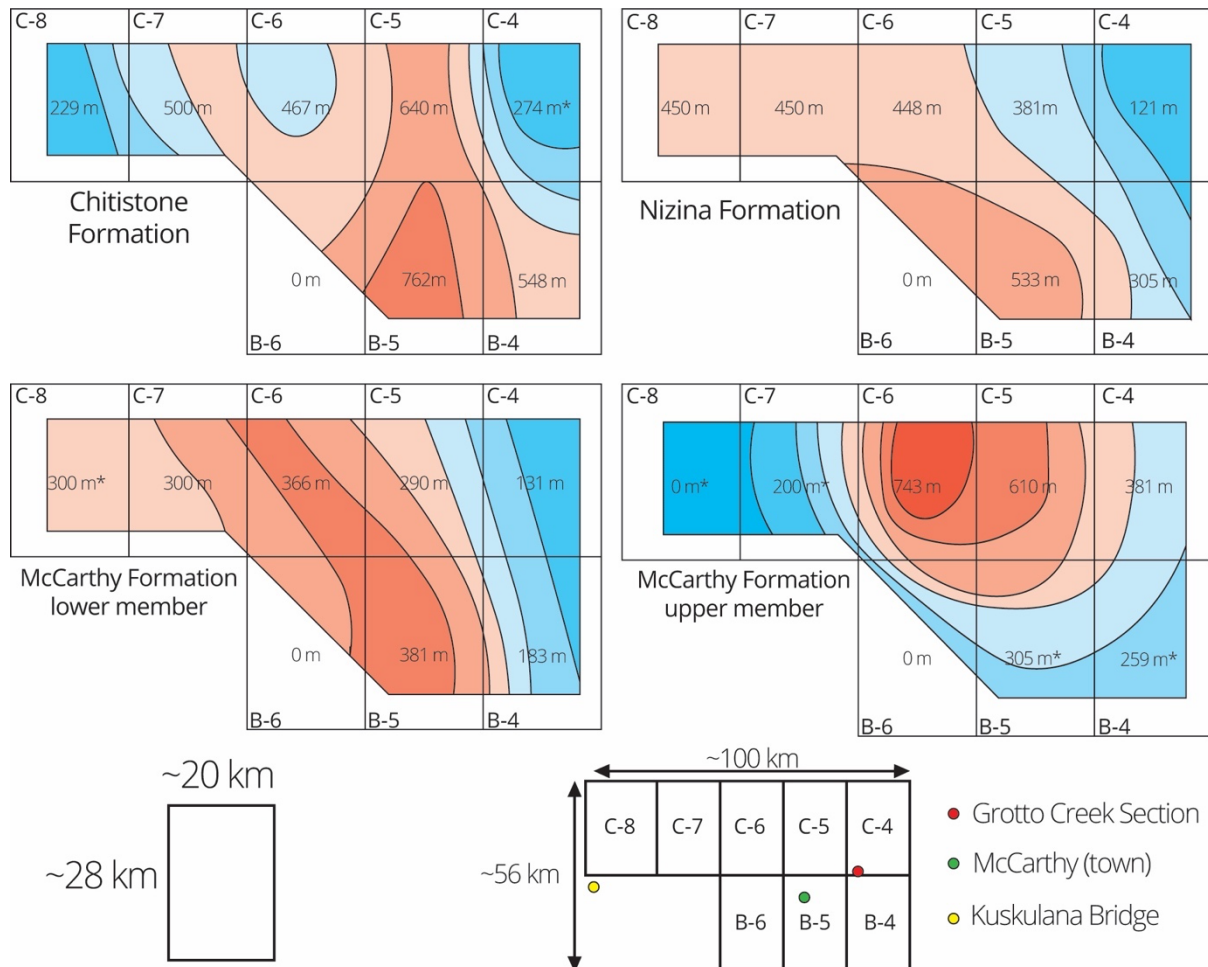 C-8 C-7 C-6 C-5 C-4
229 m 500 m 467 m 640 m 274 m*
Chitistone
Formation
0 m 762m 548 m
B-6 B-5 B-4
C-8 C-7 C-6 C-5 C-4
450 m 450 m 448 m 381m 121 m
Nizina Formation
0 m 533 m 305 m
B-6 B-5 B-4
C-8 C-7 C-6 C-5 C-4
300 m* 300 m 366 m 290 m 131 m
McCarthy Formation
lower member
0 m 381 m 183 m
B-6 B-5 B-4
C-8 C-7 C-6 C-5 C-4
0 m* 200 m* 743 m 610 m 381 m
McCarthy Formation
upper member
0 m 305 m* 259 m*
B-6 B-5 B-4
~20 km
~28 km
~100 km
~56 km
C-8 C-7 C-6 C-5 C-4
B-6 B-5 B-4
Grotto Creek Section
McCarthy (town)
Kuskulana Bridge